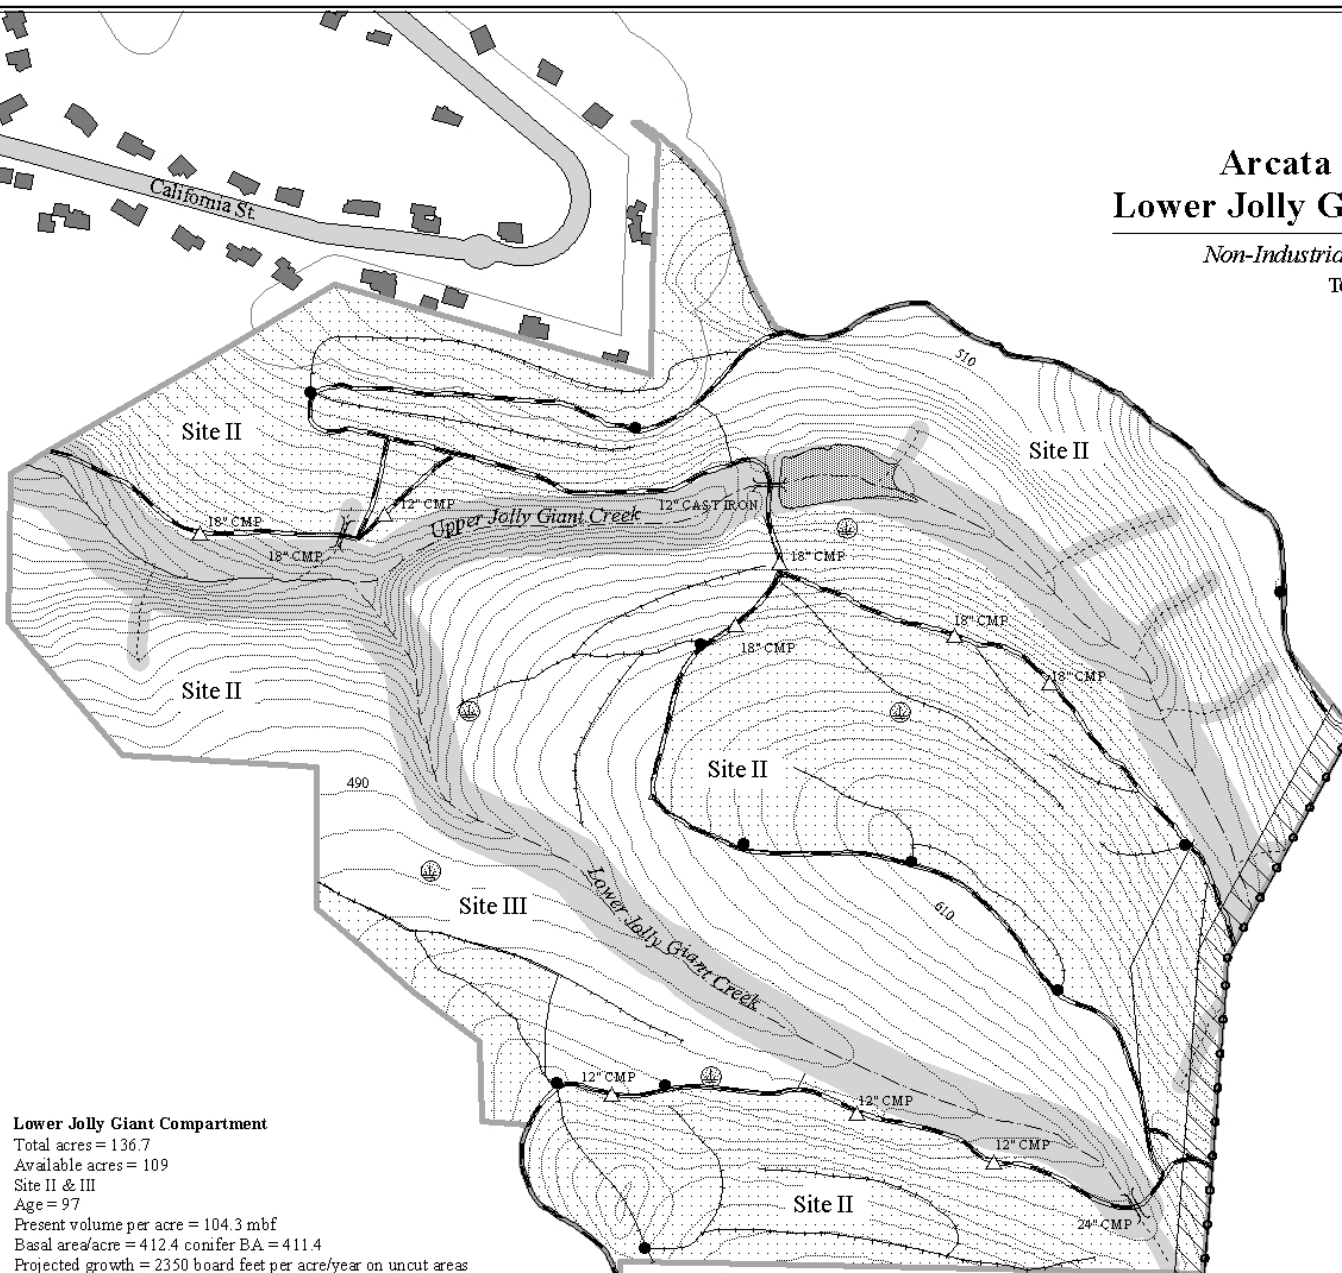 California St.
Arcata
Lower Jolly G
Non-Industria
To
510
Site II
Site II
18" CMP
12" CMP
12" CAST IRON
Upper Jolly Giant Creek
18" CMP
18" CMP
18" CMP
18" CMP
18" CMP
Site II
Site II
490
Site III
Lower Jolly Giant Creek
610
12" CMP
12" CMP
12" CMP
Site II
24" CMP
Lower Jolly Giant Compartment
Total acres = 136.7
Available acres = 109
Site II & III
Age = 97
Present volume per acre = 104.3 mbf
Basal area/acre = 412.4 conifer BA = 411.4
Projected growth = 2350 board feet per acre/year on uncut areas